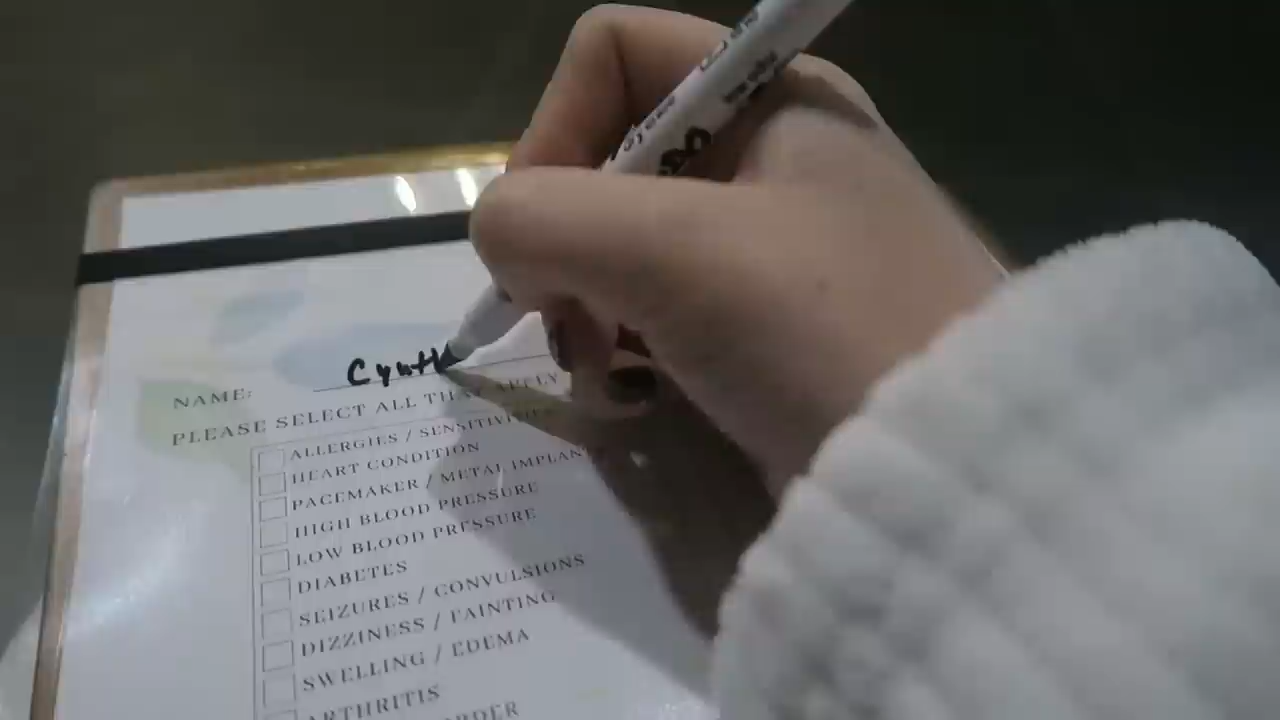 Cynth
NAME:
PLEASE SELECT ALL THAT APPLY
ALLERGIES / SENSITIVITIES
HEART CONDITION
PACEMAKER / METAL IMPLANT
HIGH BLOOD PRESSURE
LOW BLOOD PRESSURE
DIABETES
SEIZURES / CONVULSIONS
DIZZINESS / FAINTING
SWELLING / EDEMA
ARTHRITIS